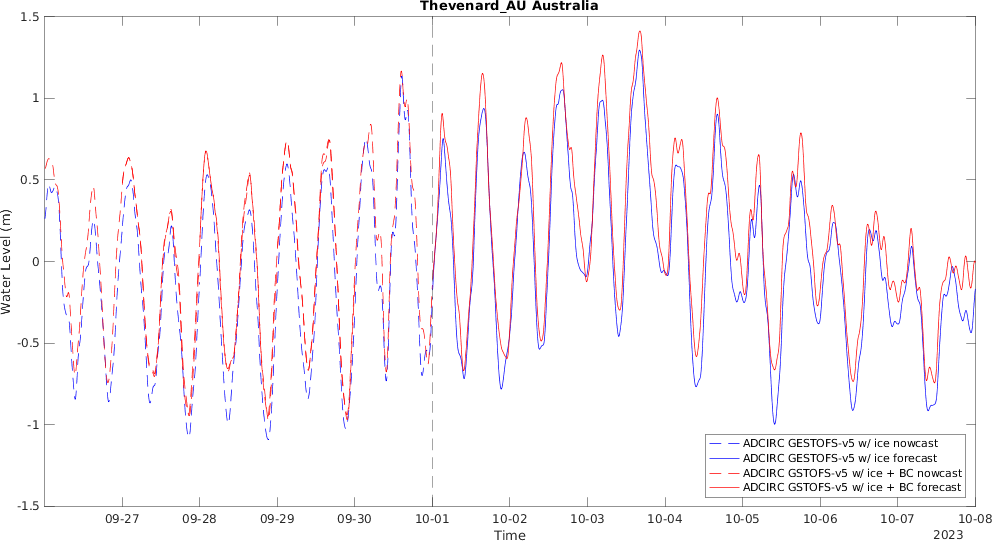 Thevenard_AU Australia
1.5
1
0.5
0
-0.5
-1
-1.5
Water Level (m)
ADCIRC GESTOFS-v5 w/ ice nowcast
ADCIRC GESTOFS-v5 w/ ice forecast
ADCIRC GSTOFS-v5 w/ ice + BC nowcast
ADCIRC GSTOFS-v5 w/ ice + BC forecast
09-27 09-28 09-29 09-30 10-01 10-02 10-03 10-04 10-05 10-06 10-07 10-08
Time
2023